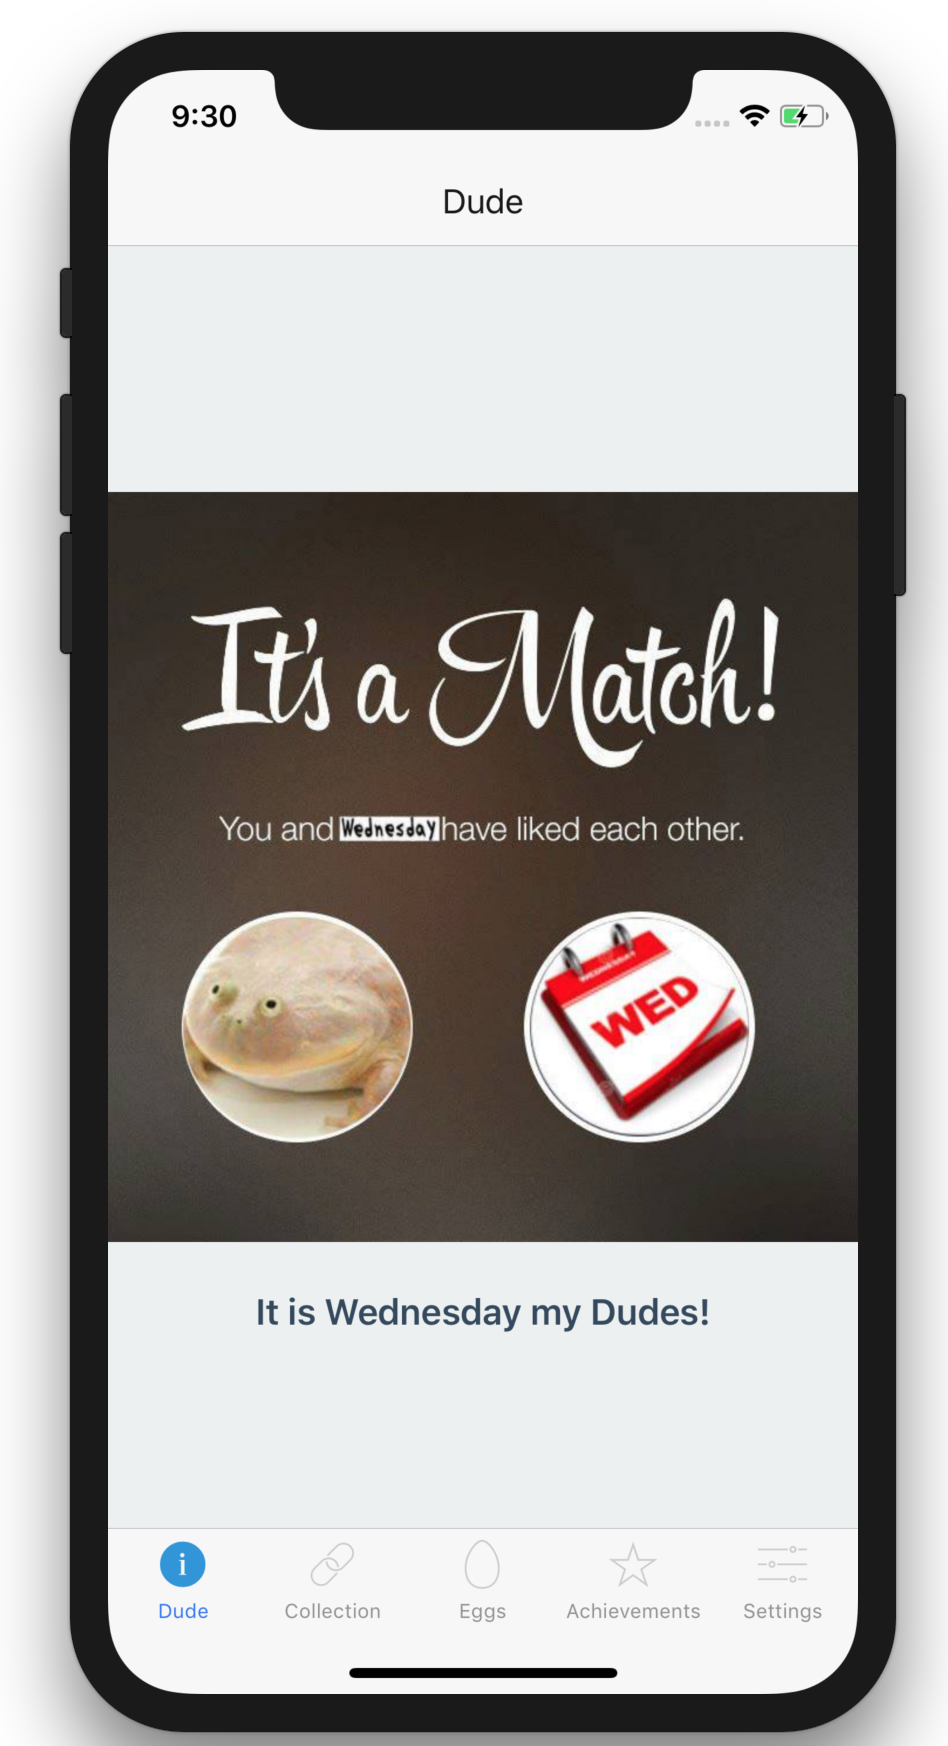 9:30
Dude
It's a Match!
You and Wednesday have liked each other.
WEDNESDAY
WED
It is Wednesday my Dudes!
i
Dude Collection Eggs Achievements Settings